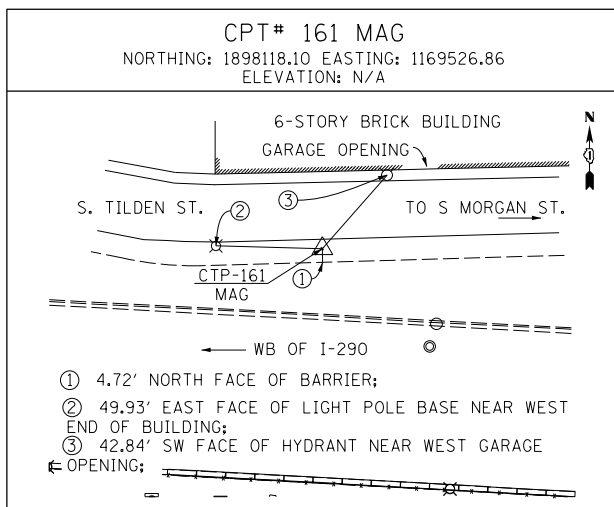 CPT# 161 MAG
NORTHING: 1898118.10 EASTING: 1169526.86
ELEVATION: N/A
6-STORY BRICK BUILDING
N
GARAGE OPENING
3
S. TILDEN ST.
2
TO S MORGAN ST.
CTP-161
MAG
1
WB OF I-290
1 4.72' NORTH FACE OF BARRIER;
2 49.93' EAST FACE OF LIGHT POLE BASE NEAR WEST
END OF BUILDING;
3 42.84' SW FACE OF HYDRANT NEAR WEST GARAGE
OPENING;